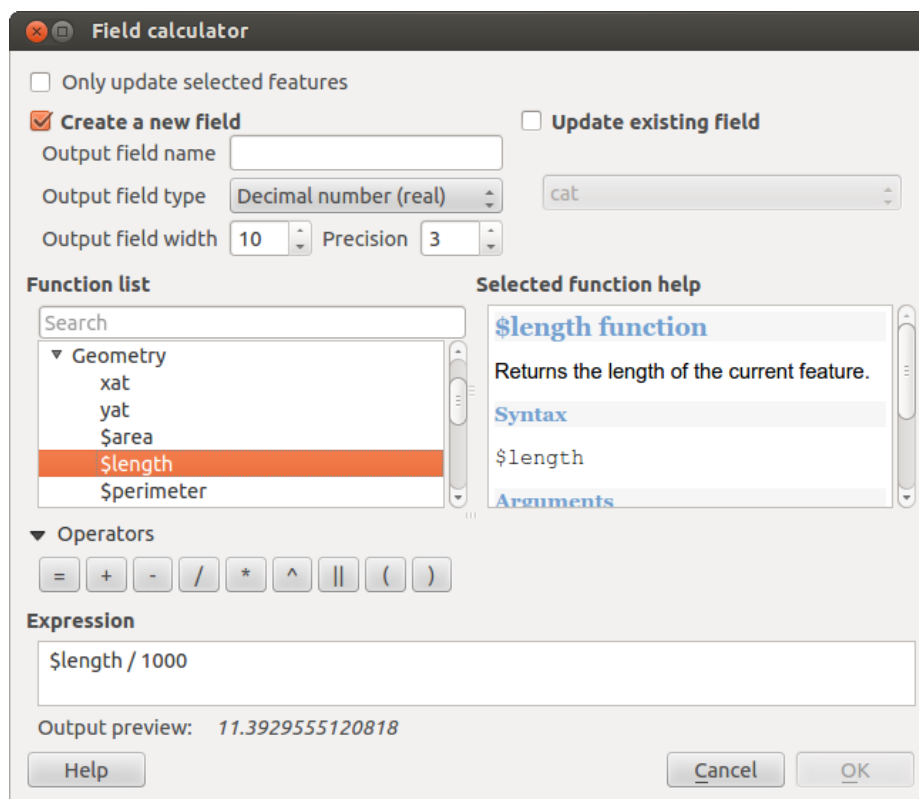 Field calculator
Only update selected features
Create a new field
Update existing field
Output field name
Output field type Decimal number (real)
cat
Output field width 10 Precision 3
Function list
Selected function help
Search
Geometry
xat
yat
$area
$length
$perimeter
$length function
Returns the length of the current feature.
Syntax
$length
Arguments
Operators
= + - / * ^ || ( )
Expression
$length / 1000
Output preview: 11.3929555120818
Help Cancel OK